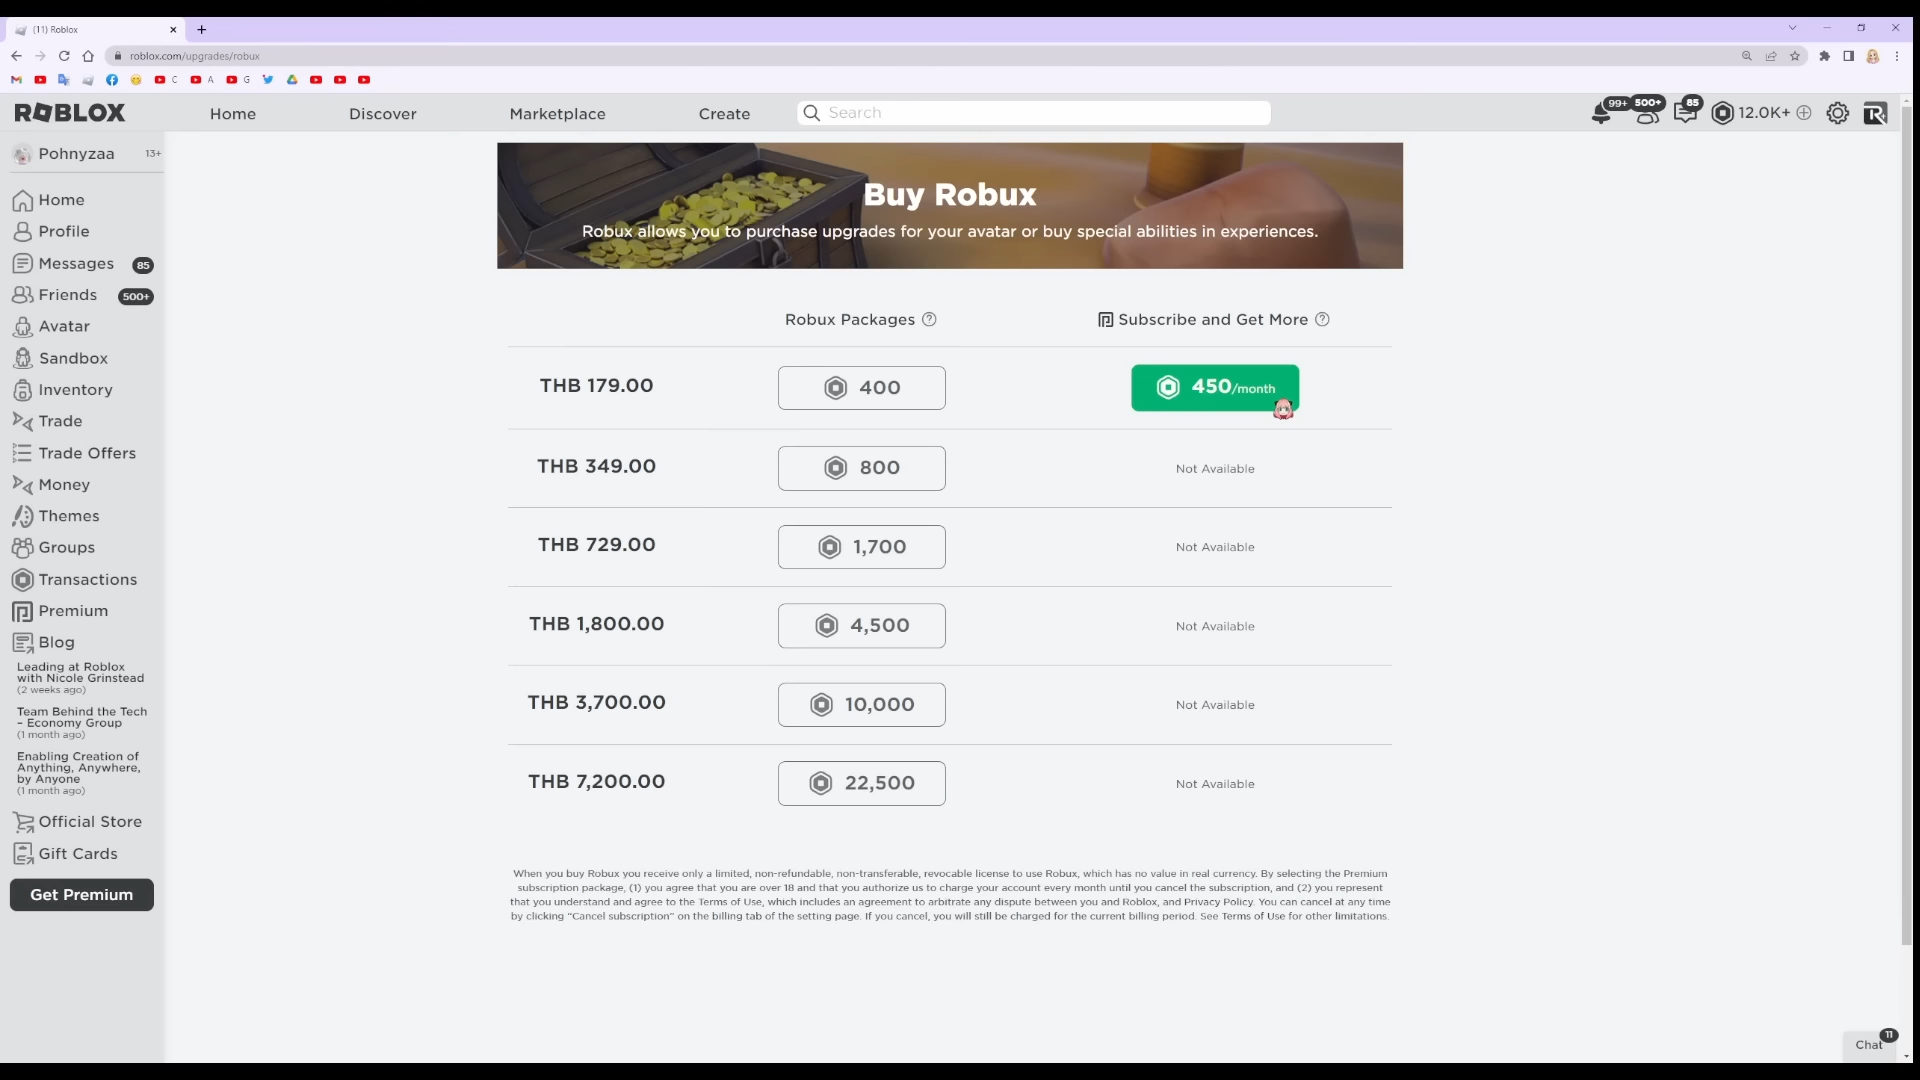 (11) Roblox
roblox.com/upgrades/robux
C A G
ROBLOX Home Discover Marketplace Create Search 99+ 500+ 85 12.0K+
Pohnyzaa 13+
Home
Profile
Messages 85
Friends 500+
Avatar
Sandbox
Inventory
Trade
Trade Offers
Money
Themes
Groups
Transactions
Premium
Blog
Leading at Roblox
with Nicole Grinstead
(2 weeks ago)
Team Behind the Tech
– Economy Group
(1 month ago)
Enabling Creation of
Anything, Anywhere,
by Anyone
(1 month ago)
Official Store
Gift Cards
Get Premium
Buy Robux
Robux allows you to purchase upgrades for your avatar or buy special abilities in experiences.
Robux Packages Subscribe and Get More
THB 179.00 400 450/month
THB 349.00 800 Not Available
THB 729.00 1,700 Not Available
THB 1,800.00 4,500 Not Available
THB 3,700.00 10,000 Not Available
THB 7,200.00 22,500 Not Available
When you buy Robux you receive only a limited, non-refundable, non-transferable, revocable license to use Robux, which has no value in real currency. By selecting the Premium
subscription package, (1) you agree that you are over 18 and that you authorize us to charge your account every month until you cancel the subscription, and (2) you represent
that you understand and agree to the Terms of Use, which includes an agreement to arbitrate any dispute between you and Roblox, and Privacy Policy. You can cancel at any time
by clicking “Cancel subscription” on the billing tab of the setting page. If you cancel, you will still be charged for the current billing period. See Terms of Use for other limitations.
Chat 11